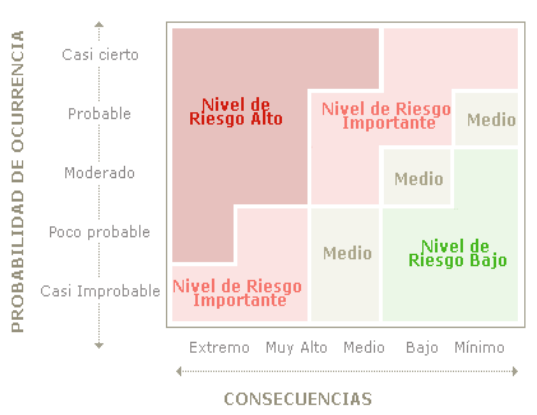 PROBABILIDAD DE OCURRENCIA
Casi cierto
Probable
Moderado
Poco probable
Casi Improbable
Nivel de
Riesgo Alto
Nivel de Riesgo
Importante
Medio
Medio
Medio
Nivel de
Riesgo Bajo
Nivel de Riesgo
Importante
Extremo Muy Alto Medio Bajo Mínimo
CONSECUENCIAS